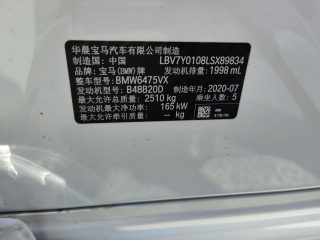 华晨宝马汽车有限公司制造
制造国：中国 LBV7Y0108LSX89834
品牌：宝马(BMW)牌 发动机排量：1998 mL
整车型号：BMW6475VX
发动机型号：B48B20D 制造年月：2020-07
最大允许总质量：2510 kg 乘坐人数：5
发动机最大净功率：165 kW
最大允许牵引质量：-- kg